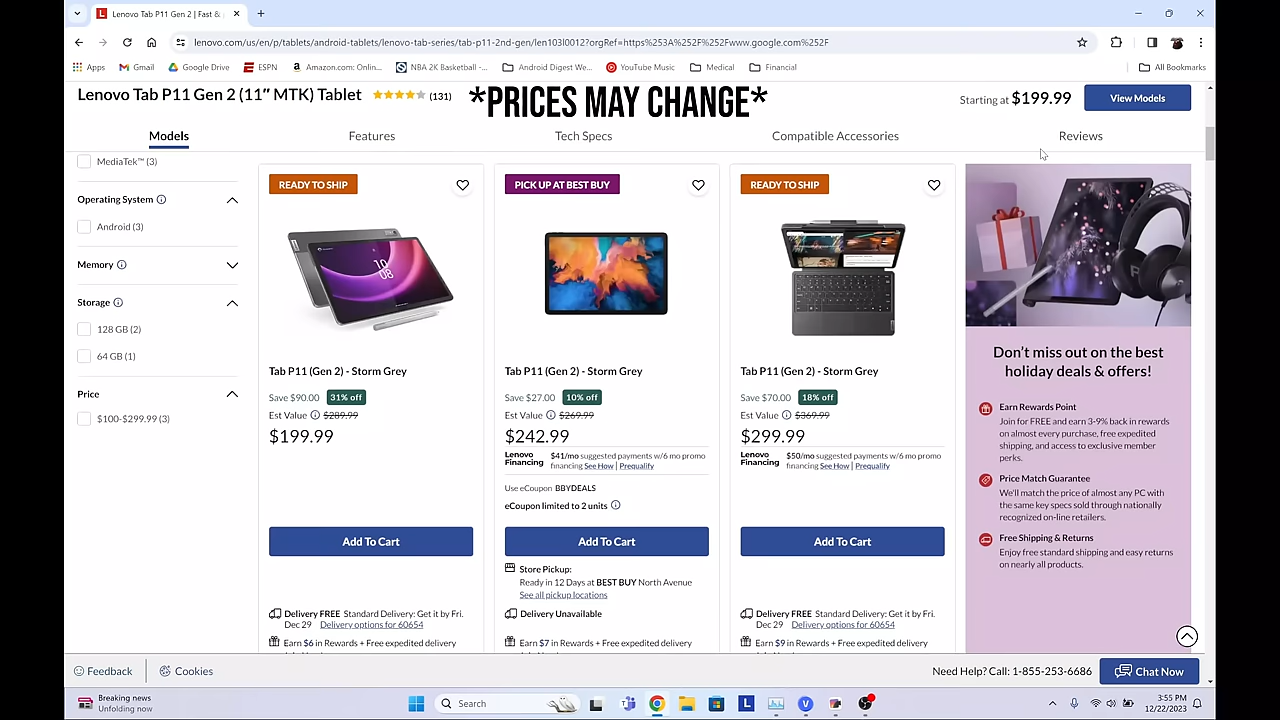 Lenovo Tab P11 Gen 2 | Fast &
lenovo.com/us/en/p/tablets/android-tablets/lenovo-tab-series/tab-p11-2nd-gen/len103l0012?orgRef=https%253A%252F%252Fwww.google.com%252F
Apps Gmail Google Drive ESPN Amazon.com: Onlin... NBA 2K Basketball -... Android Digest We... YouTube Music Medical Financial All Bookmarks
Lenovo Tab P11 Gen 2 (11″ MTK) Tablet (131) *PRICES MAY CHANGE* Starting at $199.99 View Models
Models Features Tech Specs Compatible Accessories Reviews
MediaTek™ (3)
Operating System
Android (3)
Memory
Storage
128 GB (2)
64 GB (1)
Price
$100-$299.99 (3)
READY TO SHIP
Tab P11 (Gen 2) - Storm Grey
Save $90.00 31% off
Est Value $289.99
$199.99
Add To Cart
Delivery FREE Standard Delivery: Get it by Fri.
Dec 29 Delivery options for 60654
Earn $6 in Rewards + Free expedited delivery
PICK UP AT BEST BUY
Tab P11 (Gen 2) - Storm Grey
Save $27.00 10% off
Est Value $269.99
$242.99
Lenovo Financing $41/mo suggested payments w/6 mo promo
financing See How | Prequalify
Use eCoupon BBYDEALS
eCoupon limited to 2 units
Add To Cart
Store Pickup:
Ready in 12 Days at BEST BUY North Avenue
See all pickup locations
Delivery Unavailable
Earn $7 in Rewards + Free expedited delivery
READY TO SHIP
Tab P11 (Gen 2) - Storm Grey
Save $70.00 18% off
Est Value $369.99
$299.99
Lenovo Financing $50/mo suggested payments w/6 mo promo
financing See How | Prequalify
Add To Cart
Delivery FREE Standard Delivery: Get it by Fri.
Dec 29 Delivery options for 60654
Earn $9 in Rewards + Free expedited delivery
Don't miss out on the best
holiday deals & offers!
Earn Rewards Point
Join for FREE and earn 3-9% back in rewards
on almost every purchase, free expedited
shipping, and access to exclusive member
perks.
Price Match Guarantee
We'll match the price of almost any PC with
the same key specs sold through nationally
recognized on-line retailers.
Free Shipping & Returns
Enjoy free standard shipping and easy returns
on nearly all products.
Feedback Cookies Need Help? Call: 1-855-253-6686 Chat Now
Breaking news
Unfolding now
Search
3:55 PM
12/22/2023